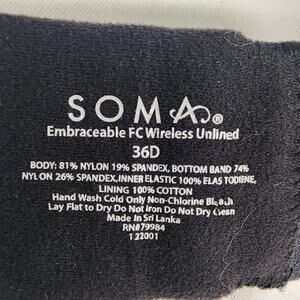 SOMA®
Embraceable FC Wireless Unlined
36D
BODY: 81% NYLON 19% SPANDEX, BOTTOM BAND 74%
NYLON 26% SPANDEX, INNER ELASTIC 100% ELASTODIENE,
LINING 100% COTTON
Hand Wash Cold Only Non-Chlorine Bleach
Lay Flat to Dry Do Not Iron Do Not Dry Clean
Made in Sri Lanka
RN#79984
122001